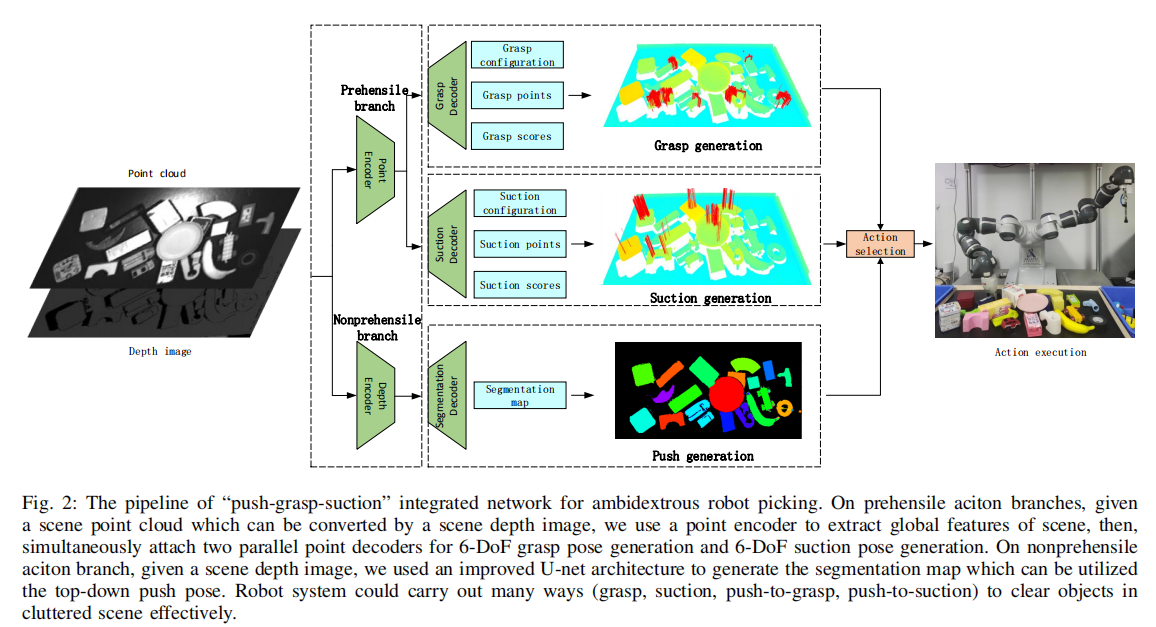 Point cloud
Depth image
Prehensile
branch
Point
Encoder
Nonprehensile
branch
Depth
Encoder
Grasp
Decoder
Grasp
configuration
Grasp points
Grasp scores
Grasp generation
Suction
Decoder
Suction
configuration
Suction points
Suction scores
Suction generation
Segmentation
Decoder
Segmentation
map
Push generation
Action
selection
Action execution
Fig. 2: The pipeline of “push-grasp-suction” integrated network for ambidextrous robot picking. On prehensile aciton branches, given
a scene point cloud which can be converted by a scene depth image, we use a point encoder to extract global features of scene, then,
simultaneously attach two parallel point decoders for 6-DoF grasp pose generation and 6-DoF suction pose generation. On nonprehensile
aciton branch, given a scene depth image, we used an improved U-net architecture to generate the segmentation map which can be utilized
the top-down push pose. Robot system could carry out many ways (grasp, suction, push-to-grasp, push-to-suction) to clear objects in
cluttered scene effectively.